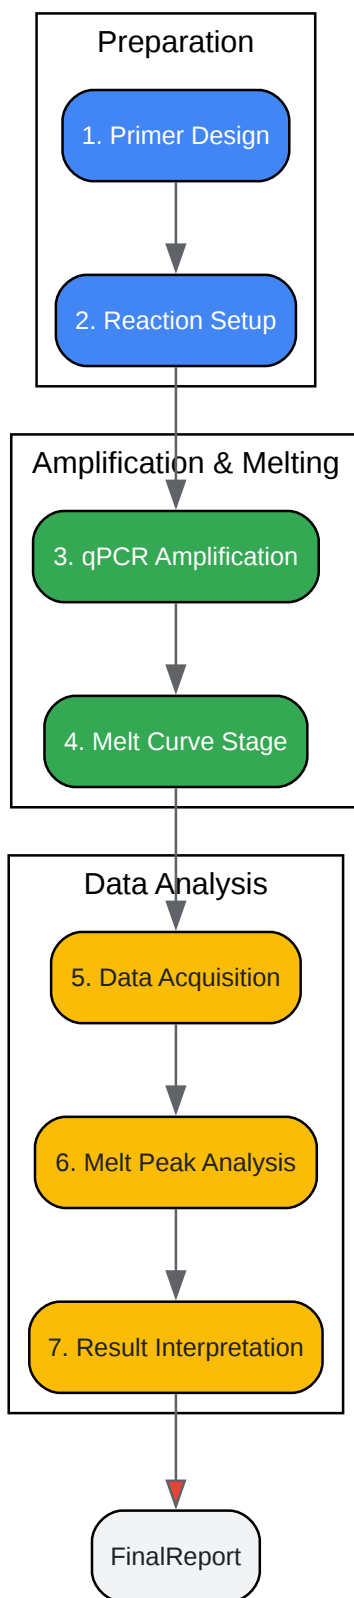 Preparation
1. Primer Design
2. Reaction Setup
Amplification & Melting
3. qPCR Amplification
4. Melt Curve Stage
Data Analysis
5. Data Acquisition
6. Melt Peak Analysis
7. Result Interpretation
FinalReport